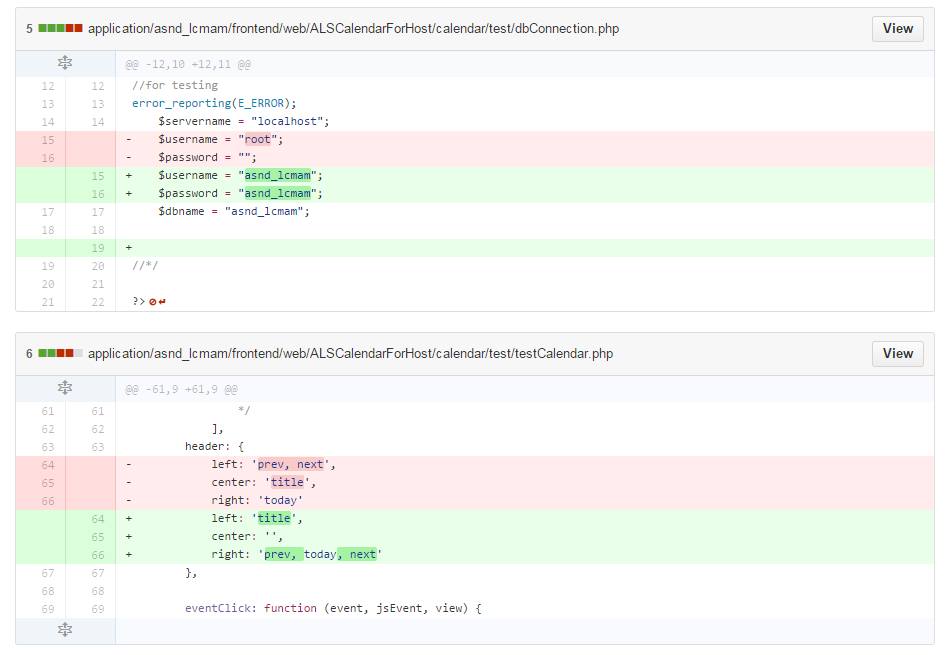 5 application/asnd_lcmam/frontend/web/ALSCalendarForHost/calendar/test/dbConnection.php View
@@ -12,10 +12,11 @@
12 12 //for testing
13 13 error_reporting(E_ERROR);
14 14 $servername = "localhost";
15 - $username = "root";
16 - $password = "";
15 + $username = "asnd_lcmam";
16 + $password = "asnd_lcmam";
17 17 $dbname = "asnd_lcmam";
18 18
19 +
19 20 //*/
20 21
21 22 ?>
6 application/asnd_lcmam/frontend/web/ALSCalendarForHost/calendar/test/testCalendar.php View
@@ -61,9 +61,9 @@
61 61 */
62 62 ],
63 63 header: {
64 - left: 'prev, next',
65 - center: 'title',
66 - right: 'today'
64 + left: 'title',
65 + center: '',
66 + right: 'prev, today, next'
67 67 },
68 68
69 69 eventClick: function (event, jsEvent, view) {